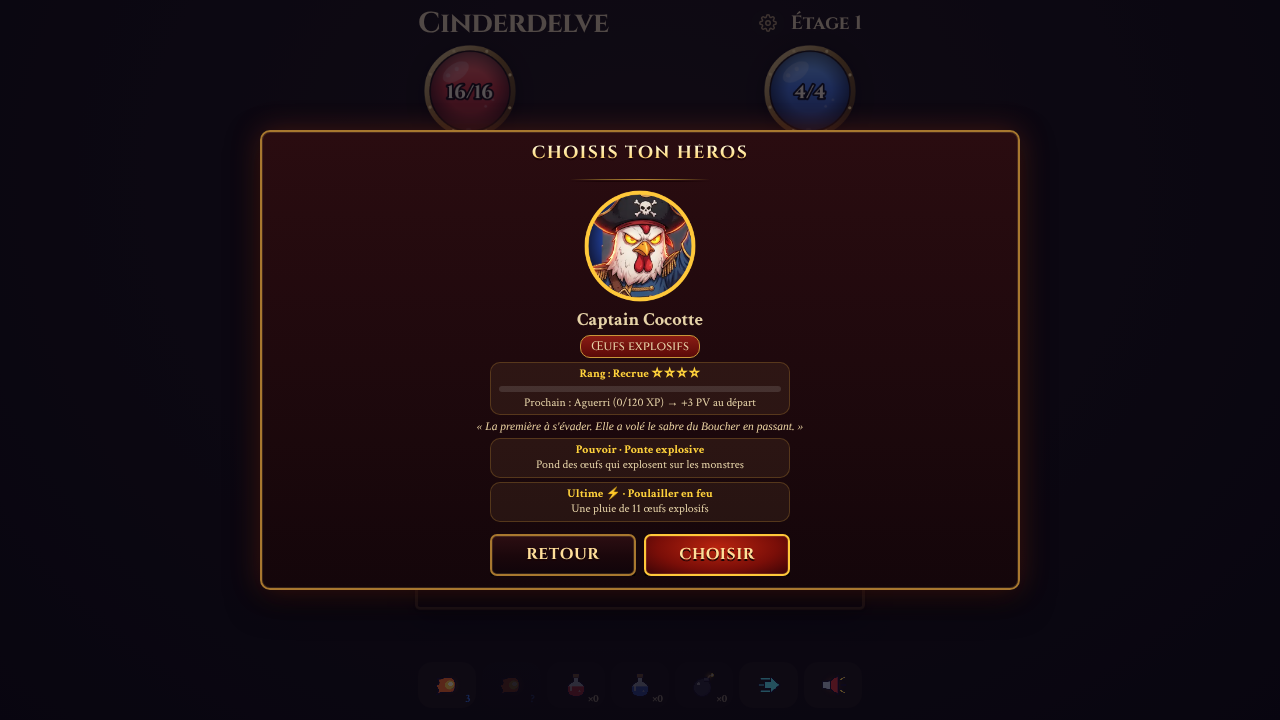 Cinderdelve
Étage 1
16/16
4/4
CHOISIS TON HEROS
Captain Cocotte
ŒUFS EXPLOSIFS
Rang : Recrue ☆☆☆☆
Prochain : Aguerri (0/120 XP) → +3 PV au départ
« La première à s'évader. Elle a volé le sabre du Boucher en passant. »
Pouvoir · Ponte explosive
Pond des œufs qui explosent sur les monstres
Ultime ⚡ · Poulailler en feu
Une pluie de 11 œufs explosifs
RETOUR
CHOISIR
3
×0
×0
×0